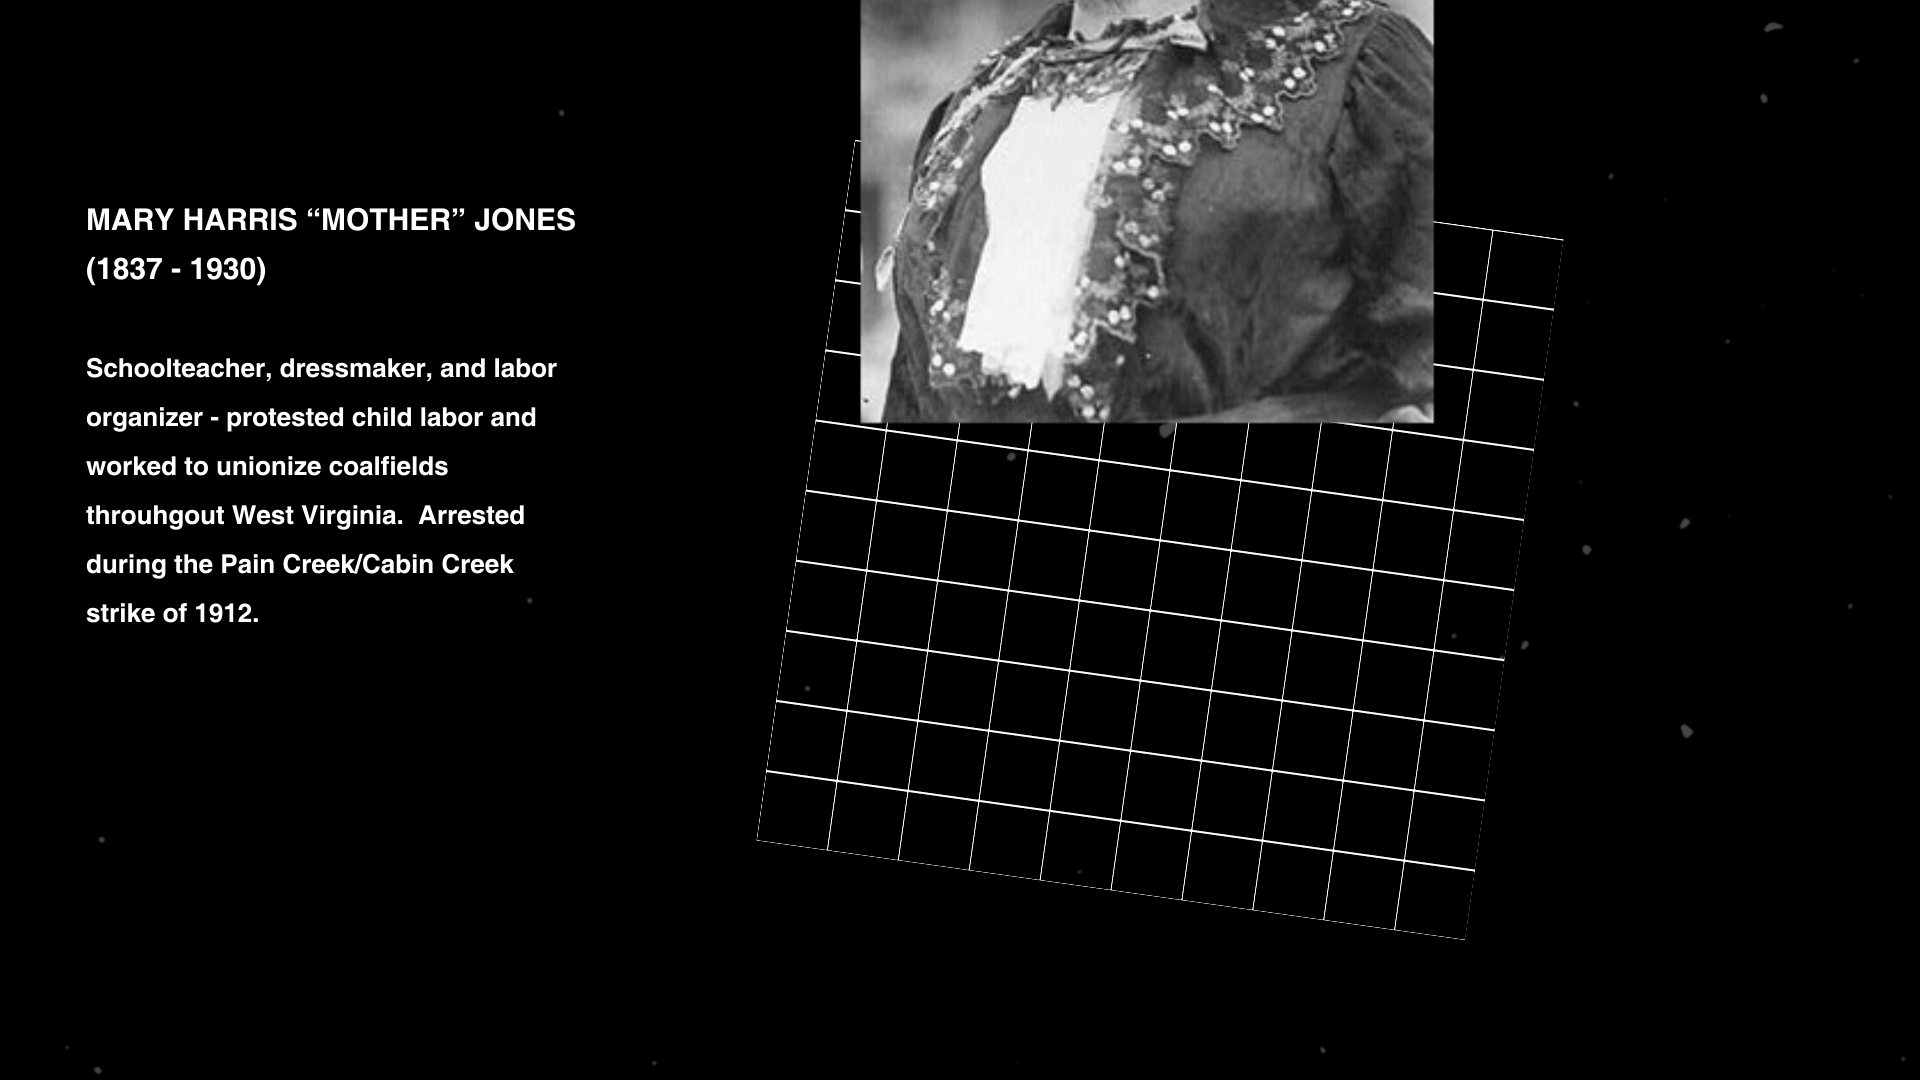 MARY HARRIS “MOTHER” JONES
(1837 - 1930)
Schoolteacher, dressmaker, and labor
organizer - protested child labor and
worked to unionize coalfields
throuhgout West Virginia.  Arrested
during the Pain Creek/Cabin Creek
strike of 1912.